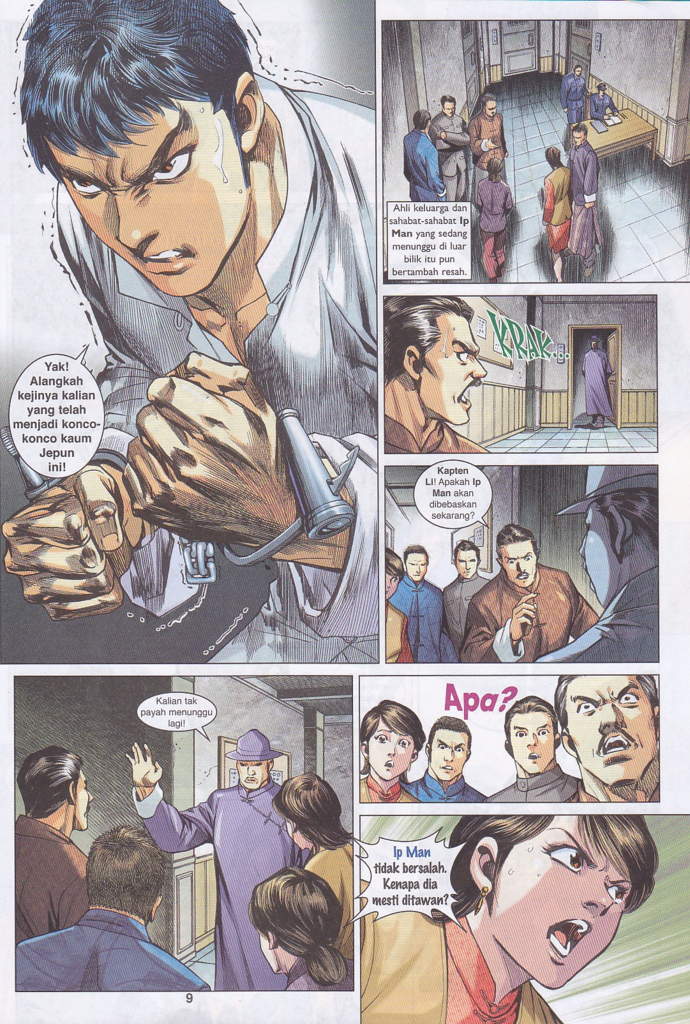 Yak!
Alangkah
kejinya kalian
yang telah
menjadi konco-
konco kaum
Jepun
ini!
Ahli keluarga dan
sahabat-sahabat Ip
Man yang sedang
menunggu di luar
bilik itu pun
bertambah resah.
KRAK...
Kapten
Li! Apakah Ip
Man akan
dibebaskan
sekarang?
Kalian tak
payah menunggu
lagi!
Apa?
Ip Man
tidak bersalah.
Kenapa dia
mesti ditawan?
9